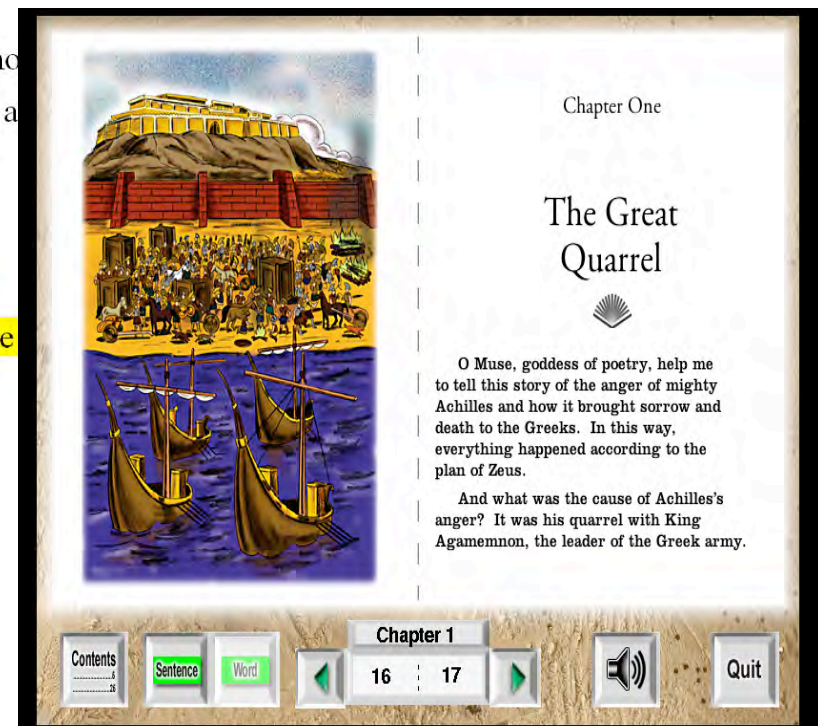 no
a
e
Chapter One
The Great
Quarrel
O Muse, goddess of poetry, help me
to tell this story of the anger of mighty
Achilles and how it brought sorrow and
death to the Greeks. In this way,
everything happened according to the
plan of Zeus.
And what was the cause of Achilles's
anger? It was his quarrel with King
Agamemnon, the leader of the Greek army.
Contents
6
26
Sentence
Word
Chapter 1
16
17
Quit